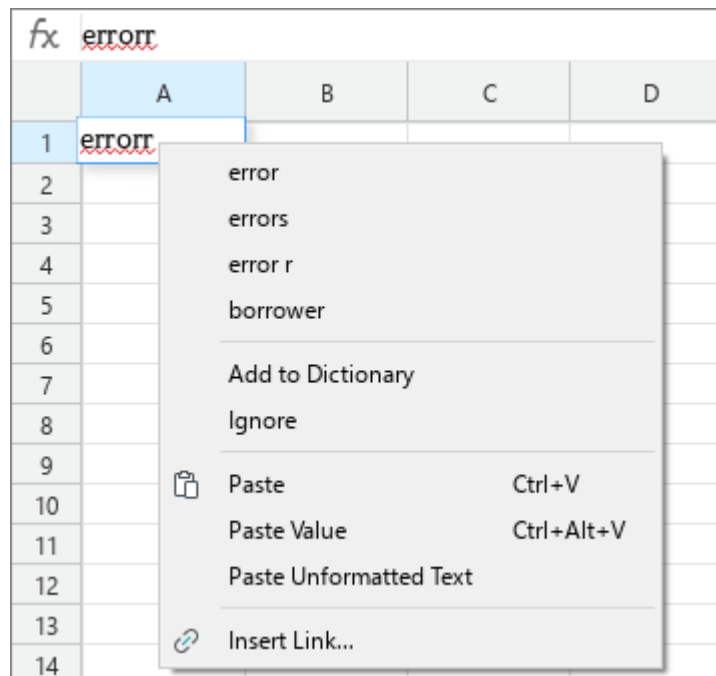 fx errorr
A B C D
1 errorr
error
2
errors
3
error r
4
borrower
5
6
Add to Dictionary
7
Ignore
8
9
Paste Ctrl+V
10
Paste Value Ctrl+Alt+V
11
Paste Unformatted Text
12
13
Insert Link...
14